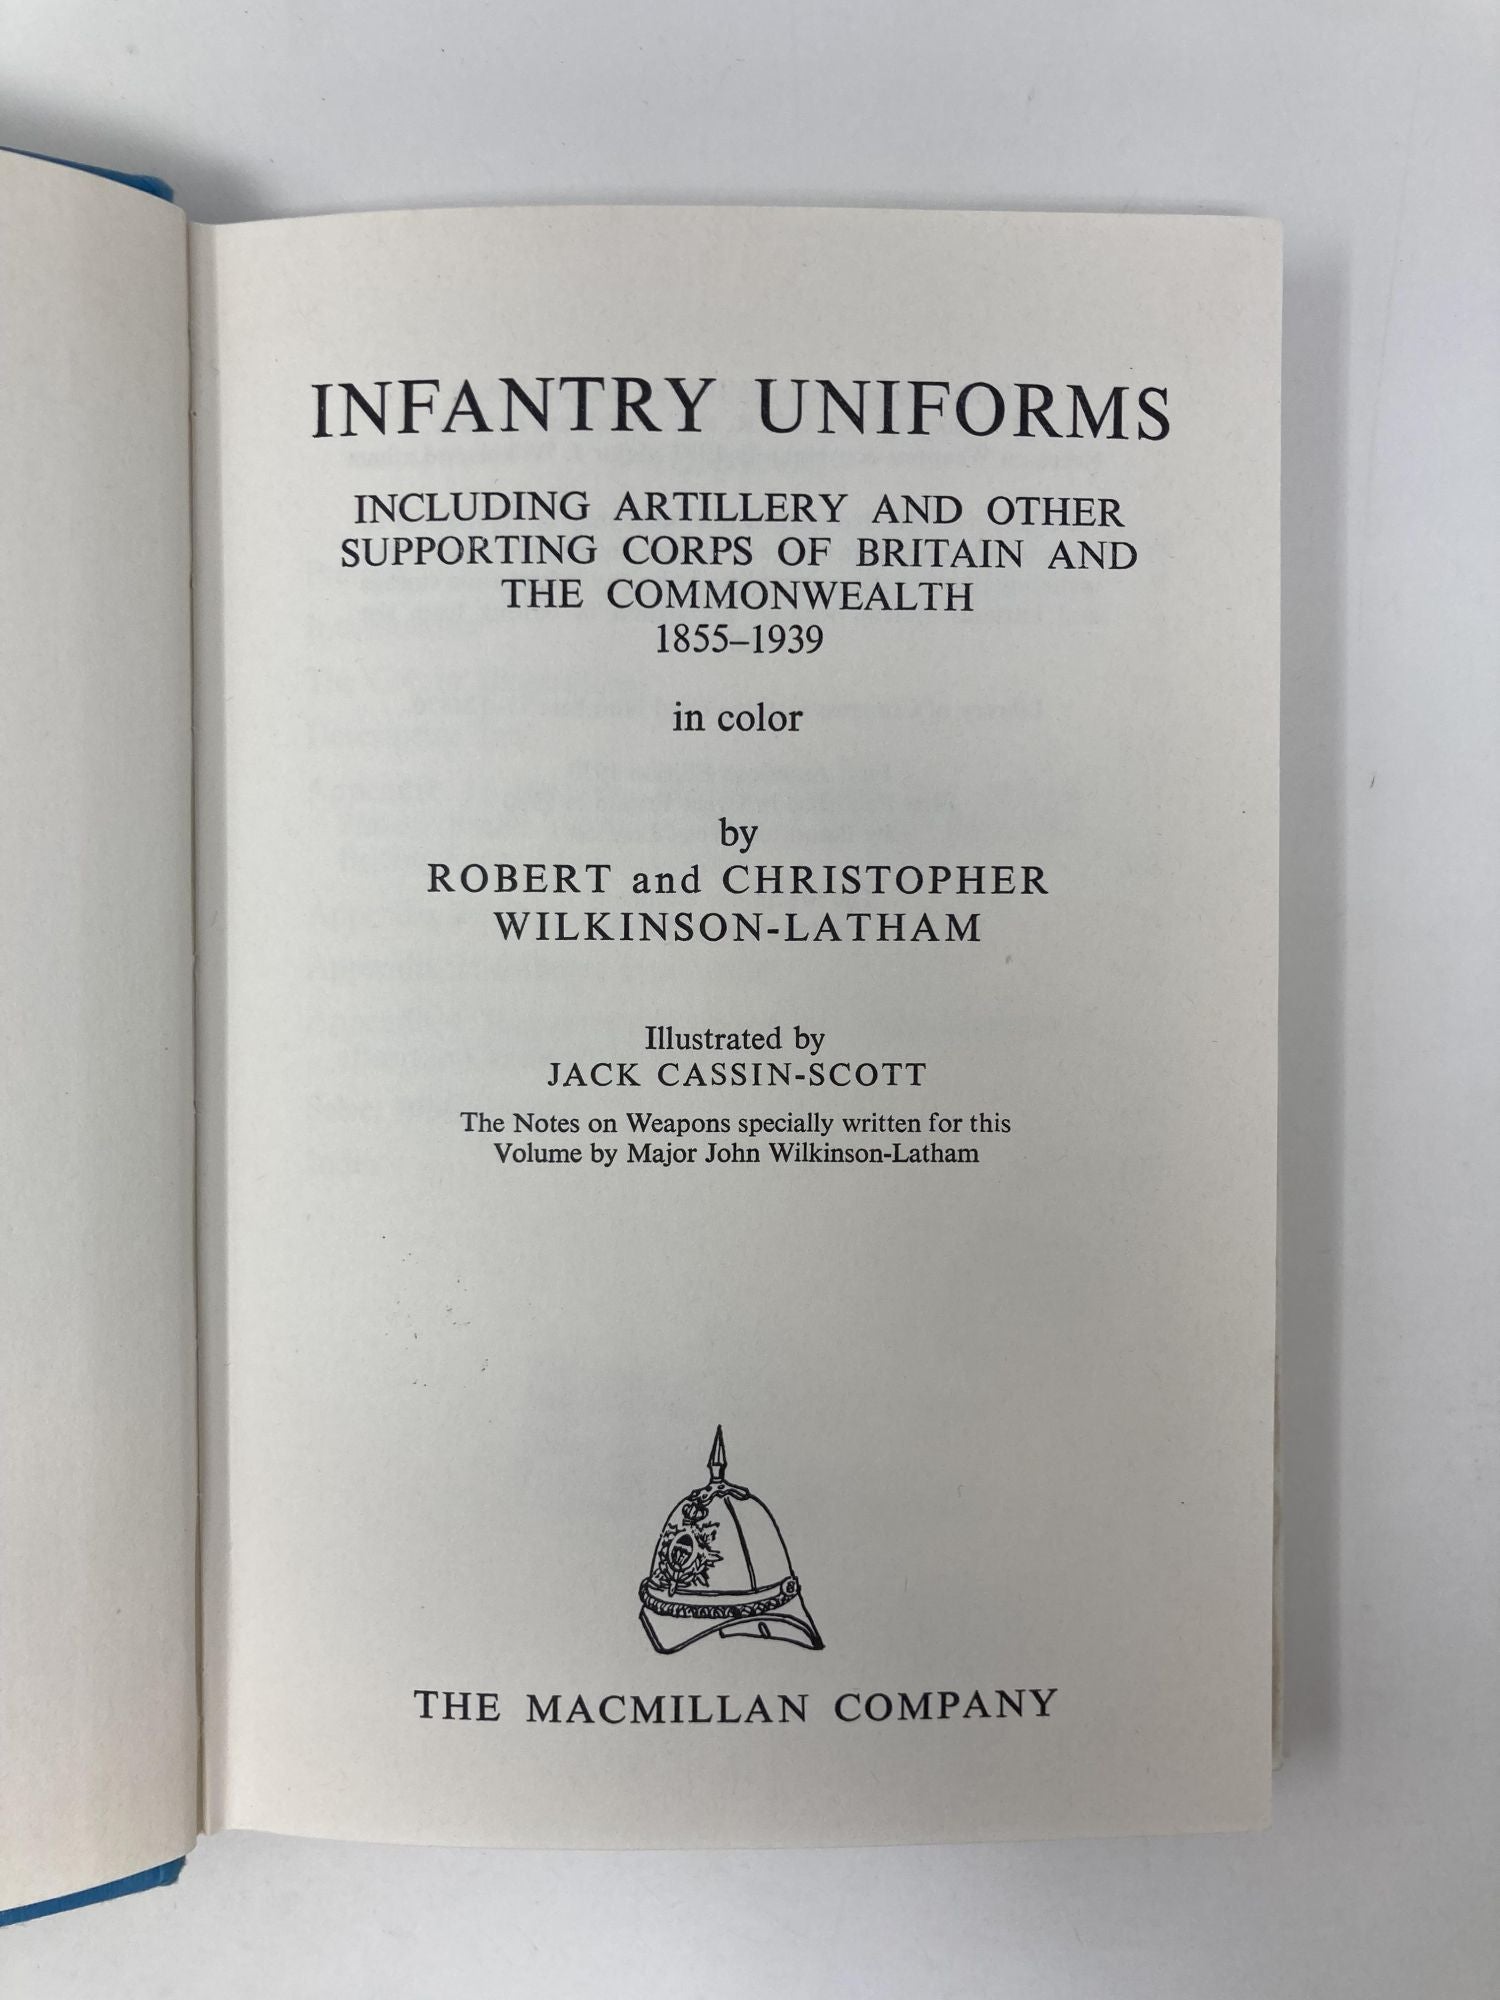 INFANTRY UNIFORMS
INCLUDING ARTILLERY AND OTHER
SUPPORTING CORPS OF BRITAIN AND
THE COMMONWEALTH
1855–1939
in color
by
ROBERT and CHRISTOPHER
WILKINSON-LATHAM
Illustrated by
JACK CASSIN-SCOTT
The Notes on Weapons specially written for this
Volume by Major John Wilkinson-Latham
THE MACMILLAN COMPANY